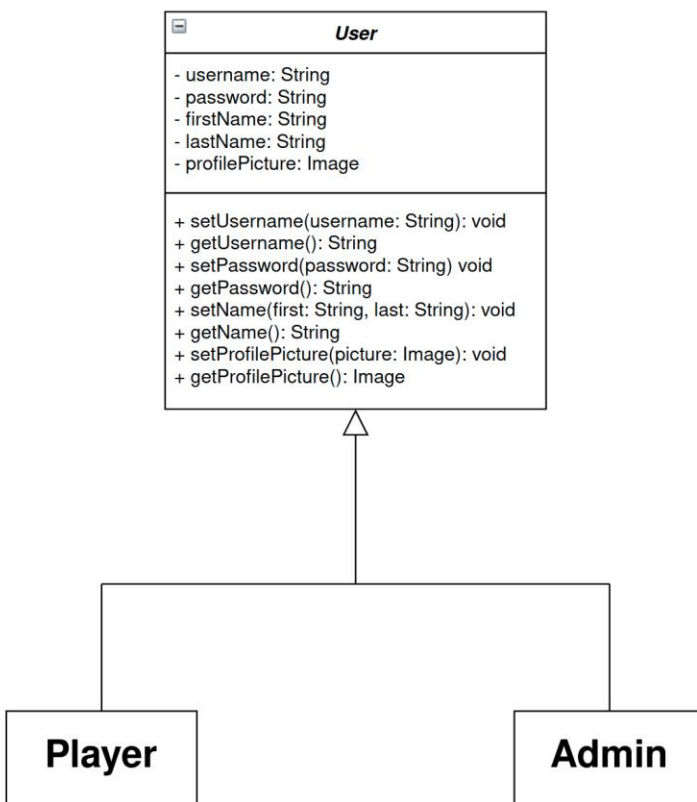 User
- username: String
- password: String
- firstName: String
- lastName: String
- profilePicture: Image
+ setUsername(username: String): void
+ getUsername(): String
+ setPassword(password: String) void
+ getPassword(): String
+ setName(first: String, last: String): void
+ getName(): String
+ setProfilePicture(picture: Image): void
+ getProfilePicture(): Image
Player
Admin